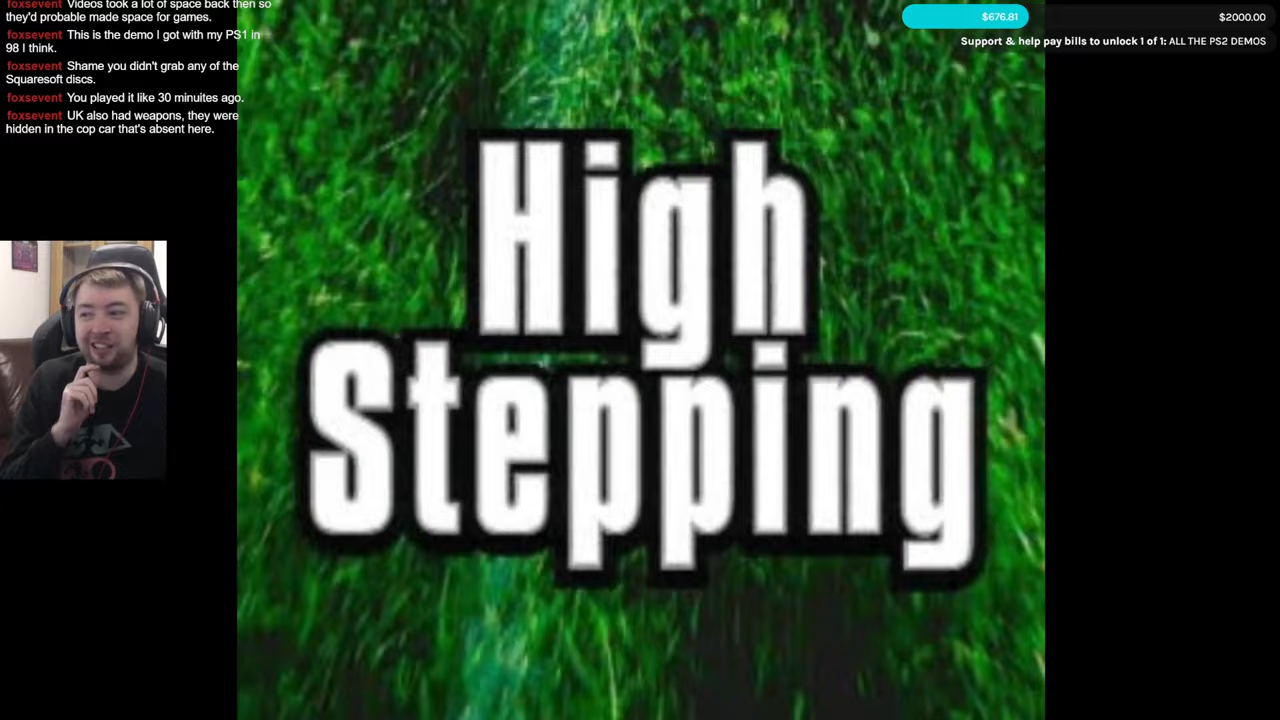 foxsevent Videos took a lot of space back then so
they'd probable made space for games.
foxsevent This is the demo I got with my PS1 in
98 I think.
foxsevent Shame you didn't grab any of the
Squaresoft discs.
foxsevent You played it like 30 minuites ago.
foxsevent UK also had weapons, they were
hidden in the cop car that's absent here.
$676.81
$2000.00
Support & help pay bills to unlock 1 of 1: ALL THE PS2 DEMOS
High
Stepping